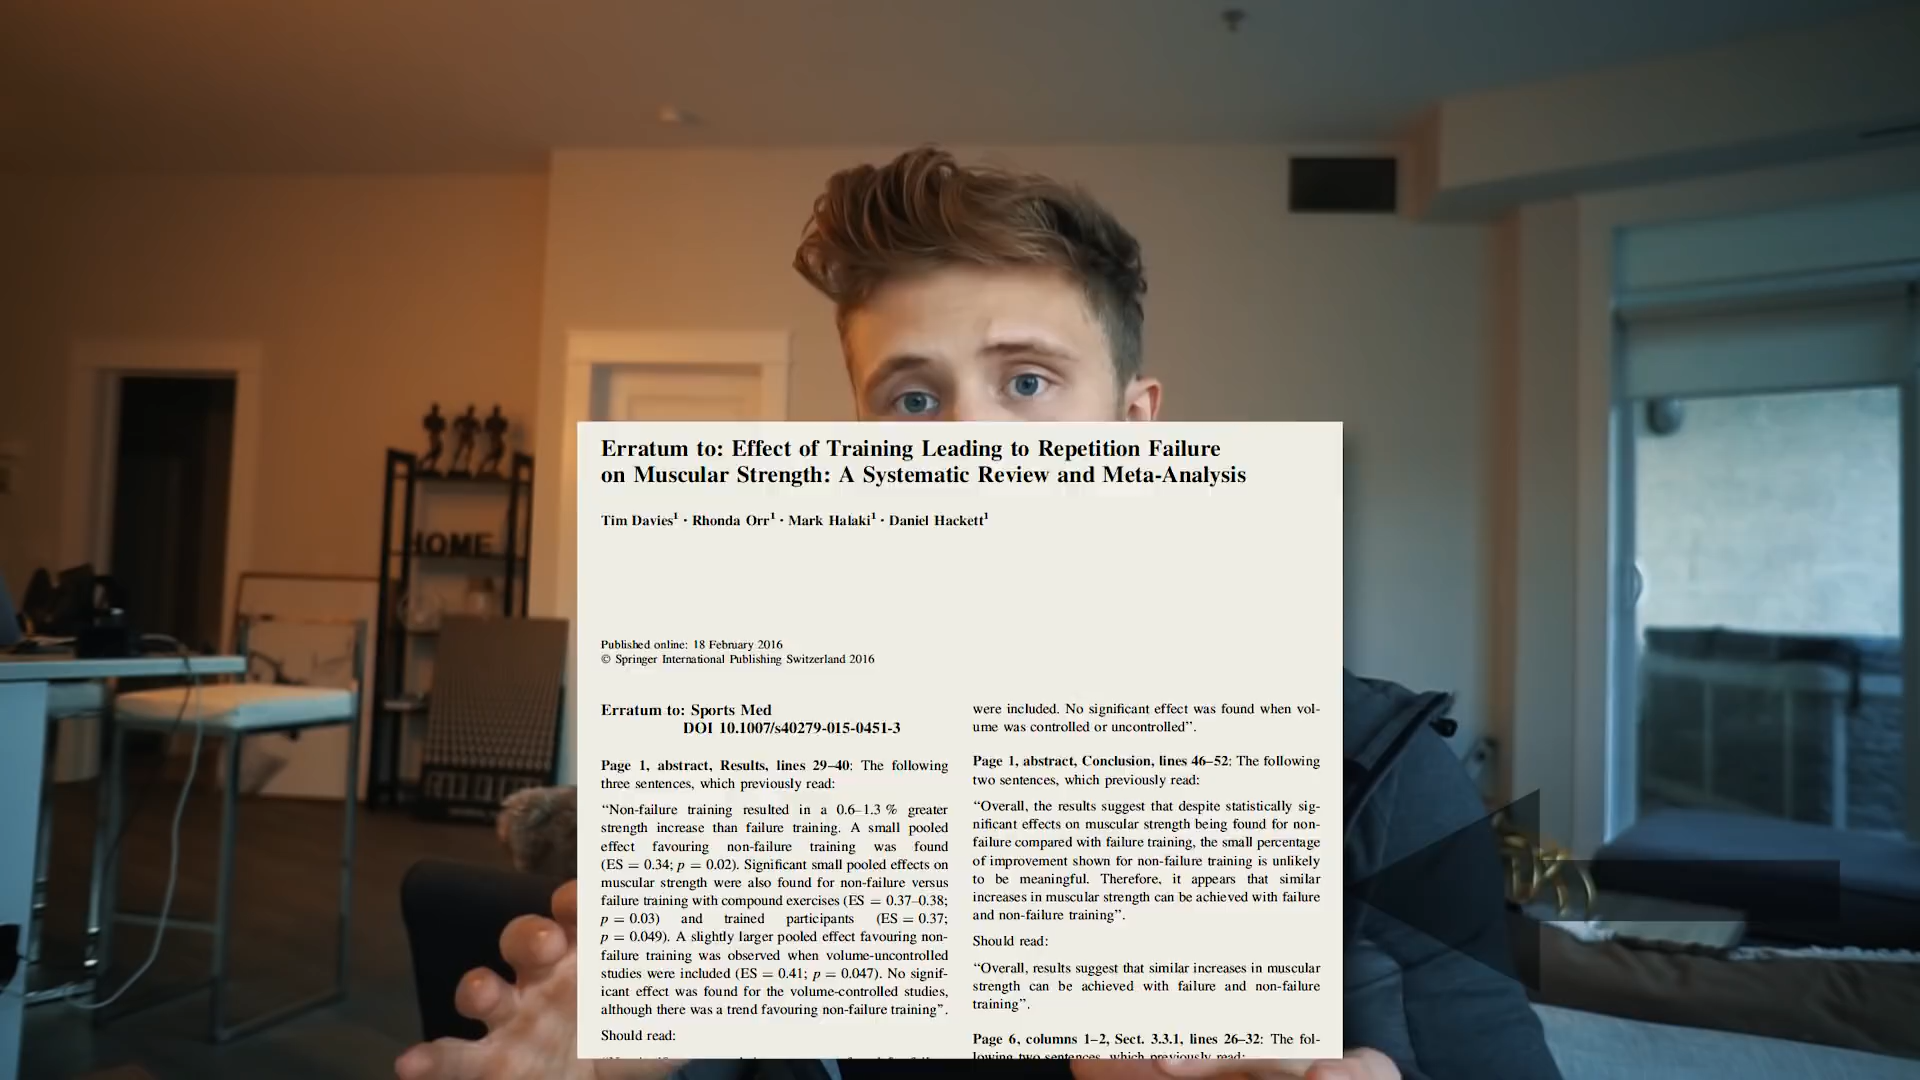 HOME
Erratum to: Effect of Training Leading to Repetition Failure
on Muscular Strength: A Systematic Review and Meta-Analysis
Tim Davies1 · Rhonda Orr1 · Mark Halaki1 · Daniel Hackett1
Published online: 18 February 2016
© Springer International Publishing Switzerland 2016
Erratum to: Sports Med
DOI 10.1007/s40279-015-0451-3
Page 1, abstract, Results, lines 29–40: The following
three sentences, which previously read:
“Non-failure training resulted in a 0.6–1.3 % greater
strength increase than failure training. A small pooled
effect favouring non-failure training was found
(ES = 0.34; p = 0.02). Significant small pooled effects on
muscular strength were also found for non-failure versus
failure training with compound exercises (ES = 0.37–0.38;
p = 0.03) and trained participants (ES = 0.37;
p = 0.049). A slightly larger pooled effect favouring non-
failure training was observed when volume-uncontrolled
studies were included (ES = 0.41; p = 0.047). No signif-
icant effect was found for the volume-controlled studies,
although there was a trend favouring non-failure training”.
Should read:
were included. No significant effect was found when vol-
ume was controlled or uncontrolled”.
Page 1, abstract, Conclusion, lines 46–52: The following
two sentences, which previously read:
“Overall, the results suggest that despite statistically sig-
nificant effects on muscular strength being found for non-
failure compared with failure training, the small percentage
of improvement shown for non-failure training is unlikely
to be meaningful. Therefore, it appears that similar
increases in muscular strength can be achieved with failure
and non-failure training”.
Should read:
“Overall, results suggest that similar increases in muscular
strength can be achieved with failure and non-failure
training”.
Page 6, columns 1–2, Sect. 3.3.1, lines 26–32: The fol-
lowing two sentences, which previously read: